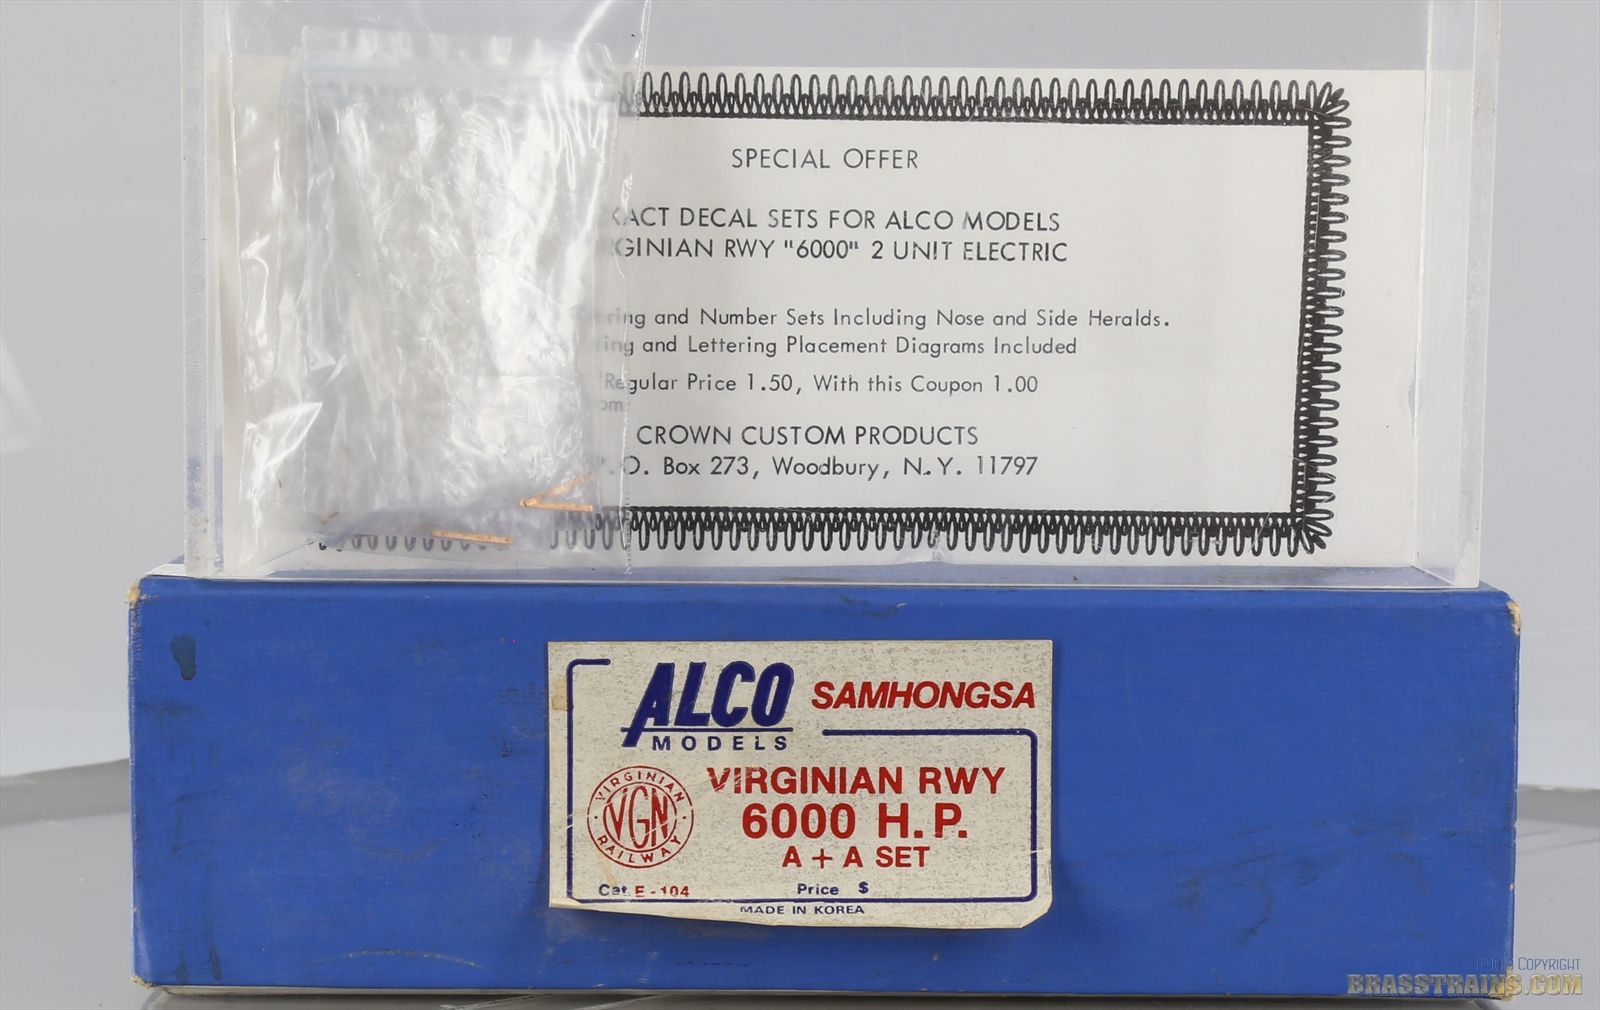 SPECIAL OFFER
XACT DECAL SETS FOR ALCO MODELS
RGINIAN RWY "6000" 2 UNIT ELECTRIC
ring and Number Sets Including Nose and Side Heralds.
ing and Lettering Placement Diagrams Included
Regular Price 1.50, With this Coupon 1.00
om:
CROWN CUSTOM PRODUCTS
P.O. Box 273, Woodbury, N.Y. 11797
ALCO SAMHONGSA
MODELS
VIRGINIAN RWY
6000 H.P.
A + A SET
VIRGINIAN
VGN
RAILWAY
Cat. E-104 Price $
MADE IN KOREA
PHOTO COPYRIGHT
BRASSTRAINS.COM